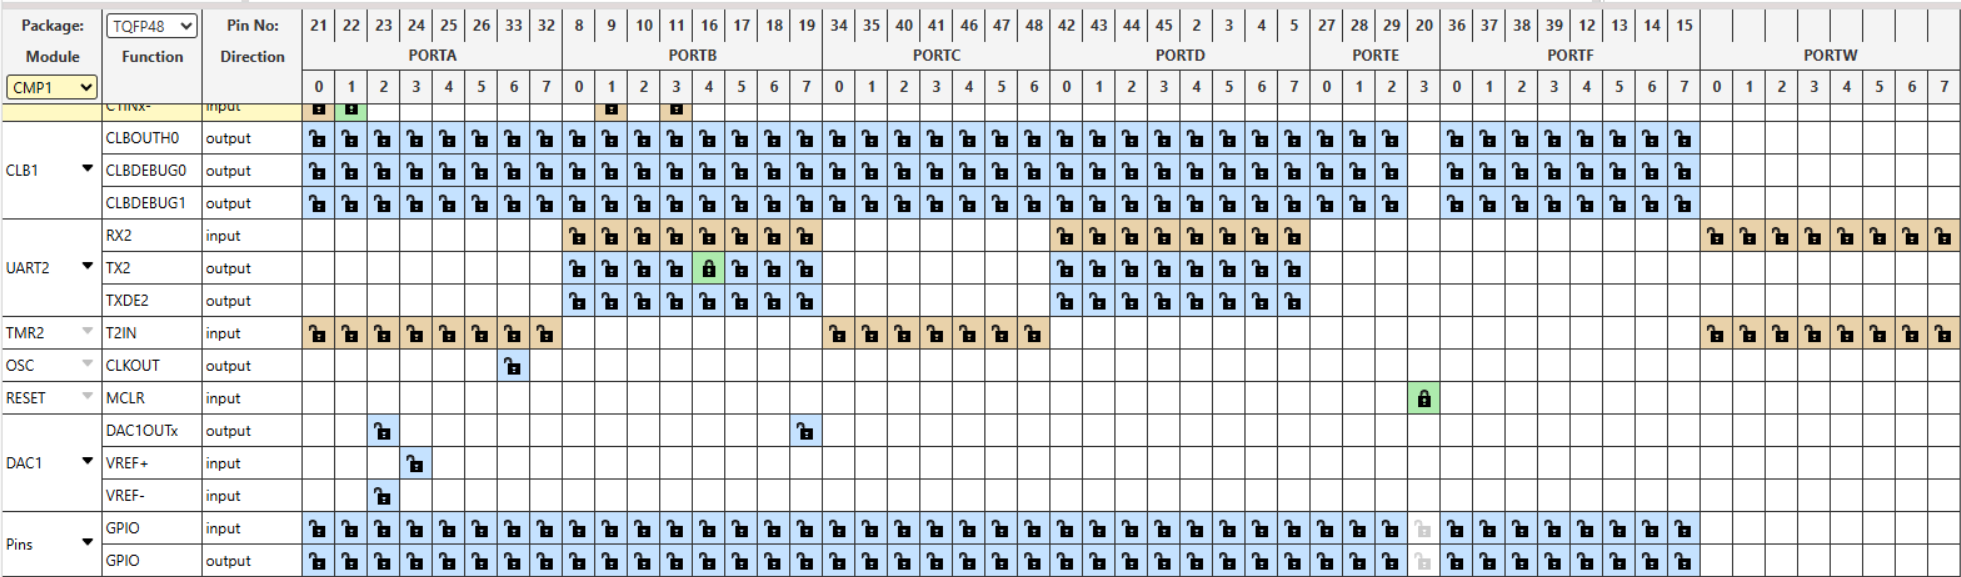 Package: TQFP48 Pin No: 21 22 23 24 25 26 33 32 8 9 10 11 16 17 18 19 34 35 40 41 46 47 48 42 43 44 45 2 3 4 5 27 28 29 20 36 37 38 39 12 13 14 15
Module Function Direction PORTA PORTB PORTC PORTD PORTE PORTF PORTW
CMP1 0 1 2 3 4 5 6 7 0 1 2 3 4 5 6 7 0 1 2 3 4 5 6 0 1 2 3 4 5 6 7 0 1 2 3 0 1 2 3 4 5 6 7 0 1 2 3 4 5 6 7
C1INx- input
CLBOUTH0 output
CLB1 CLBDEBUG0 output
CLBDEBUG1 output
RX2 input
UART2 TX2 output
TXDE2 output
TMR2 T2IN input
OSC CLKOUT output
RESET MCLR input
DAC1OUTx output
DAC1 VREF+ input
VREF- input
Pins GPIO input
GPIO output